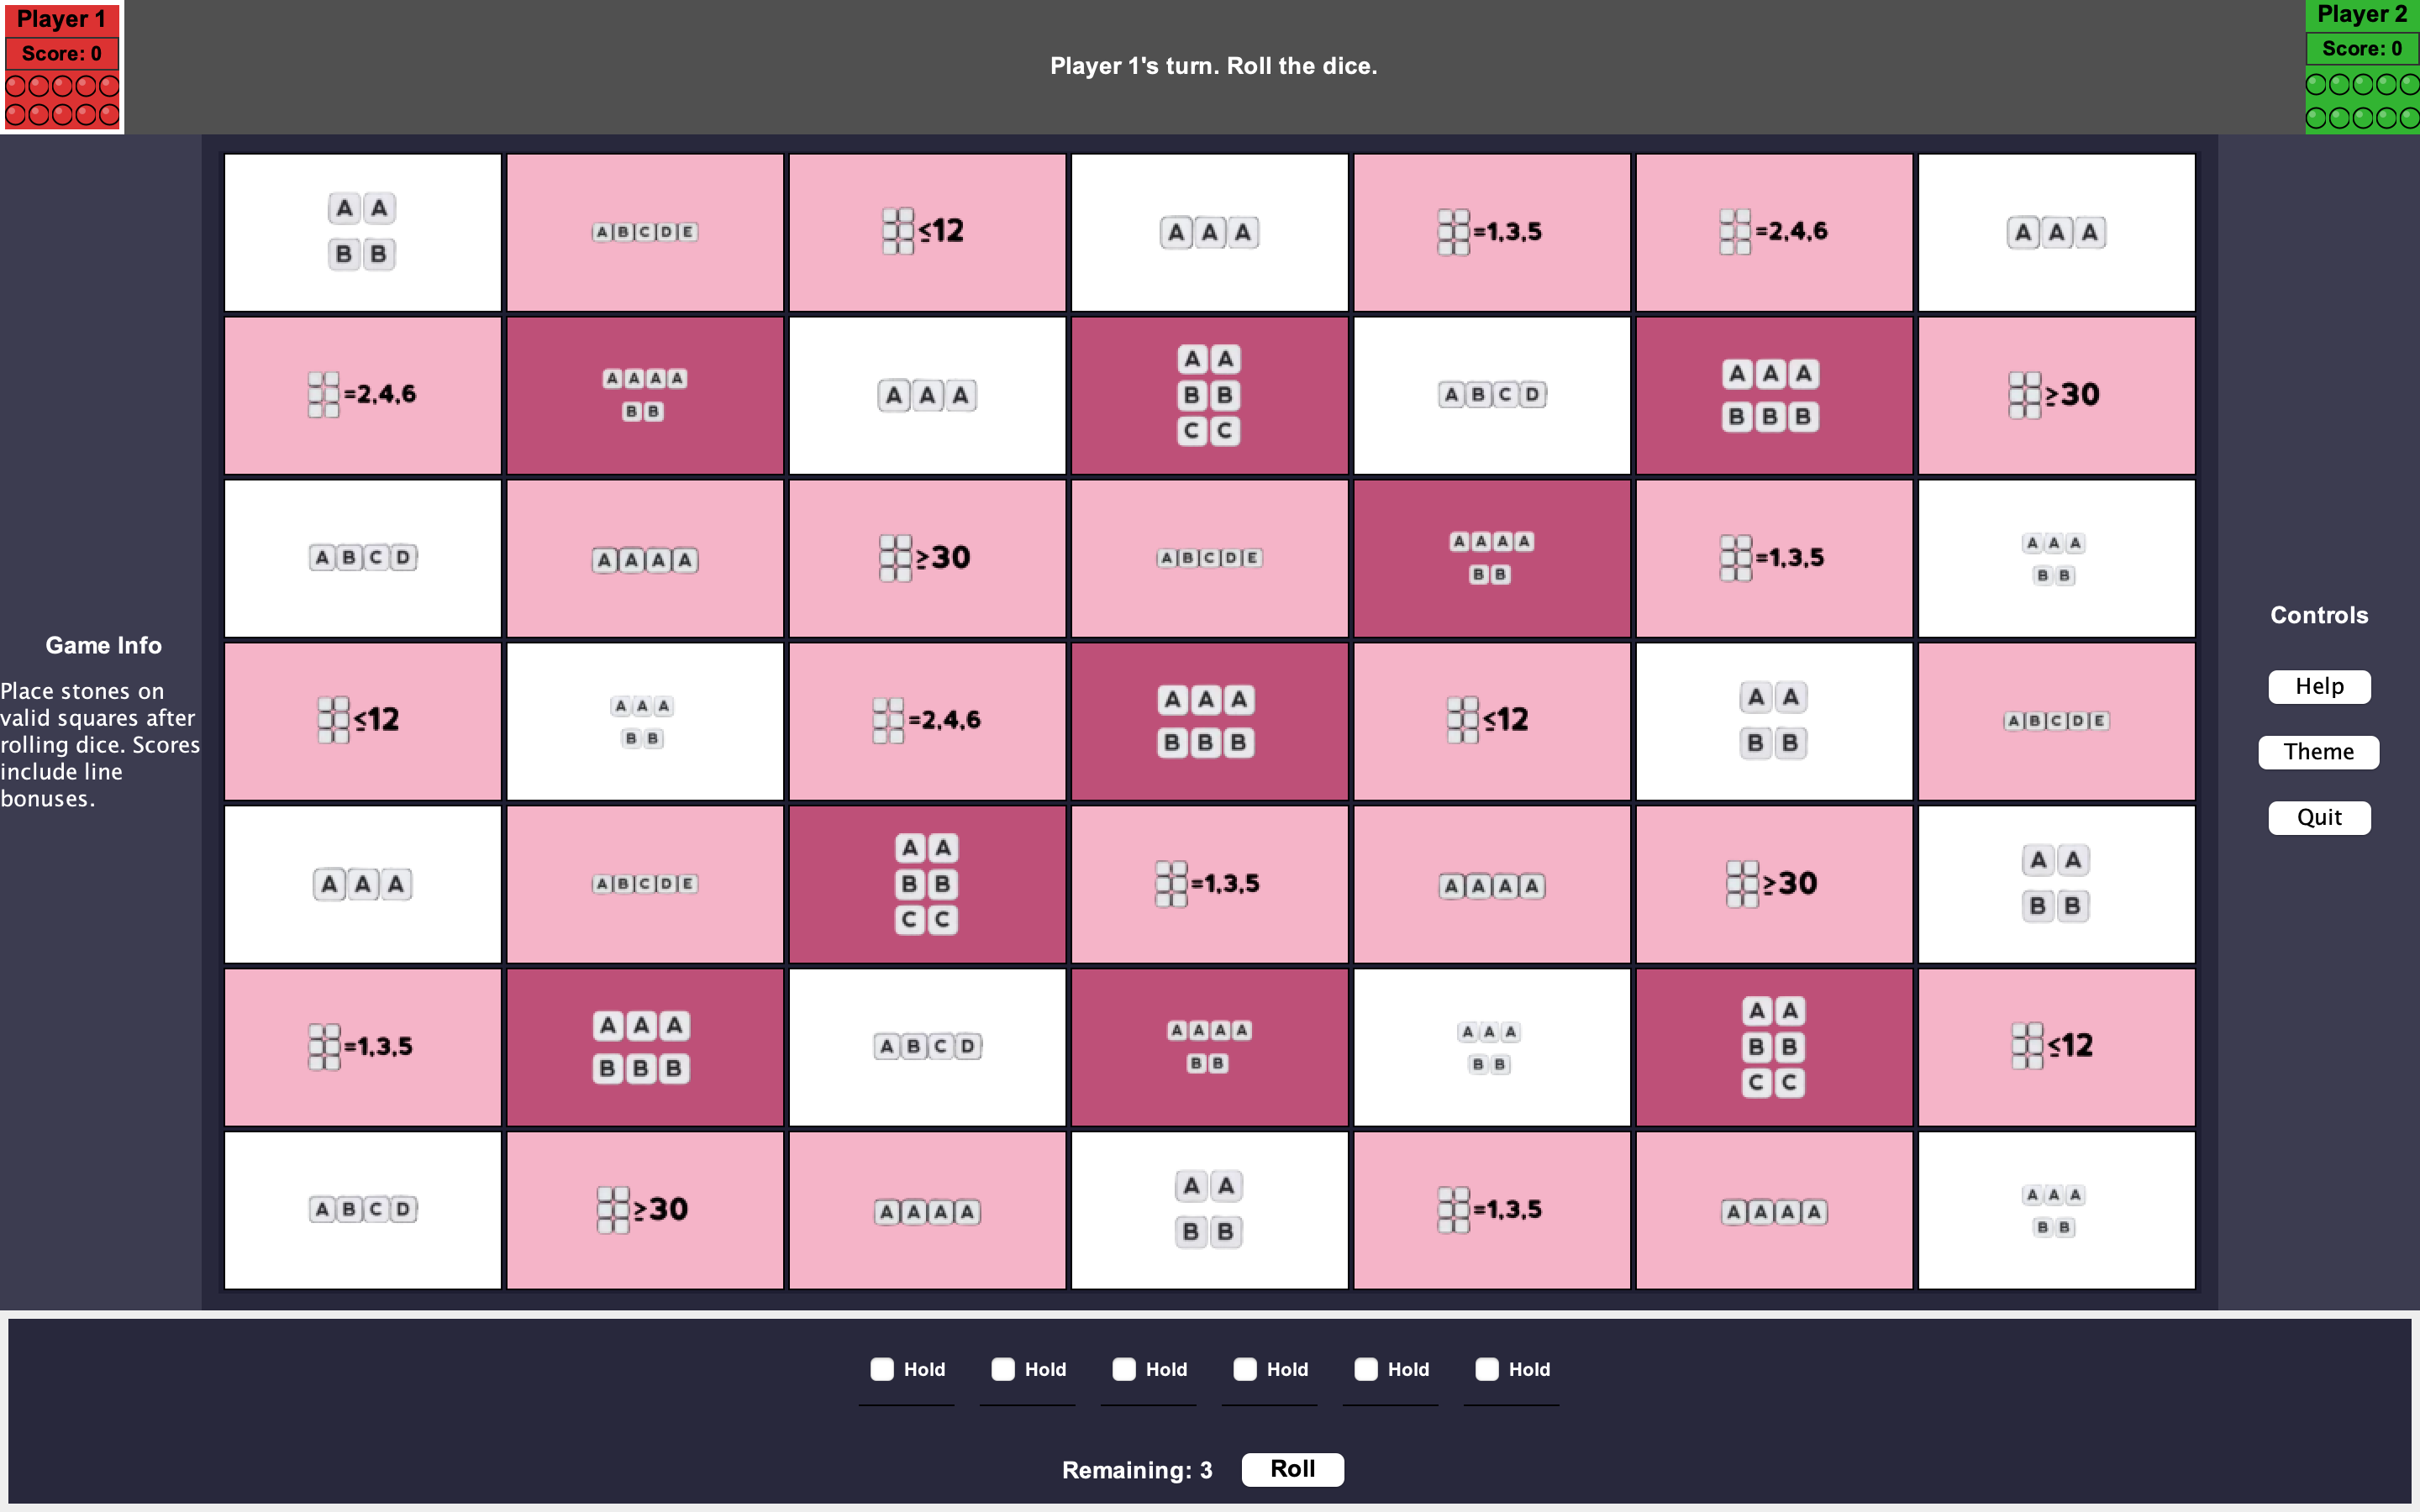 Player 1
Score: 0
Player 1's turn. Roll the dice.
Player 2
Score: 0
A A
B B
A B C D E
≤12
A A A
=1,3,5
=2,4,6
A A A
=2,4,6
A A A A
B B
A A A
A A
B B
C C
A B C D
A A A
B B B
≥30
A B C D
A A A A
≥30
A B C D E
A A A A
B B
=1,3,5
A A A
B B
≤12
A A A
B B
=2,4,6
A A A
B B B
≤12
A A
B B
A B C D E
A A A
A B C D E
A A
B B
C C
=1,3,5
A A A A
≥30
A A
B B
=1,3,5
A A A
B B B
A B C D
A A A A
B B
A A A
B B
A A
B B
C C
≤12
A B C D
≥30
A A A A
A A
B B
=1,3,5
A A A A
A A A
B B
Game Info
Place stones on
valid squares after
rolling dice. Scores
include line
bonuses.
Controls
Help
Theme
Quit
Hold Hold Hold Hold Hold Hold
Remaining: 3 Roll